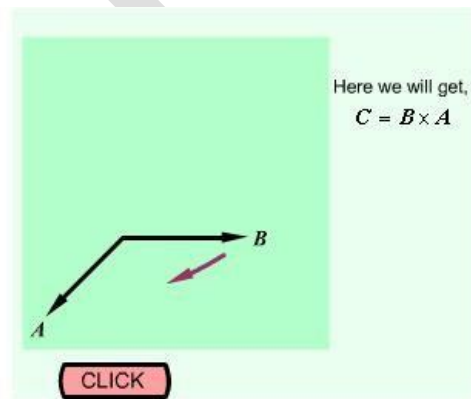 Here we will get,
C = B × A
B
A
CLICK